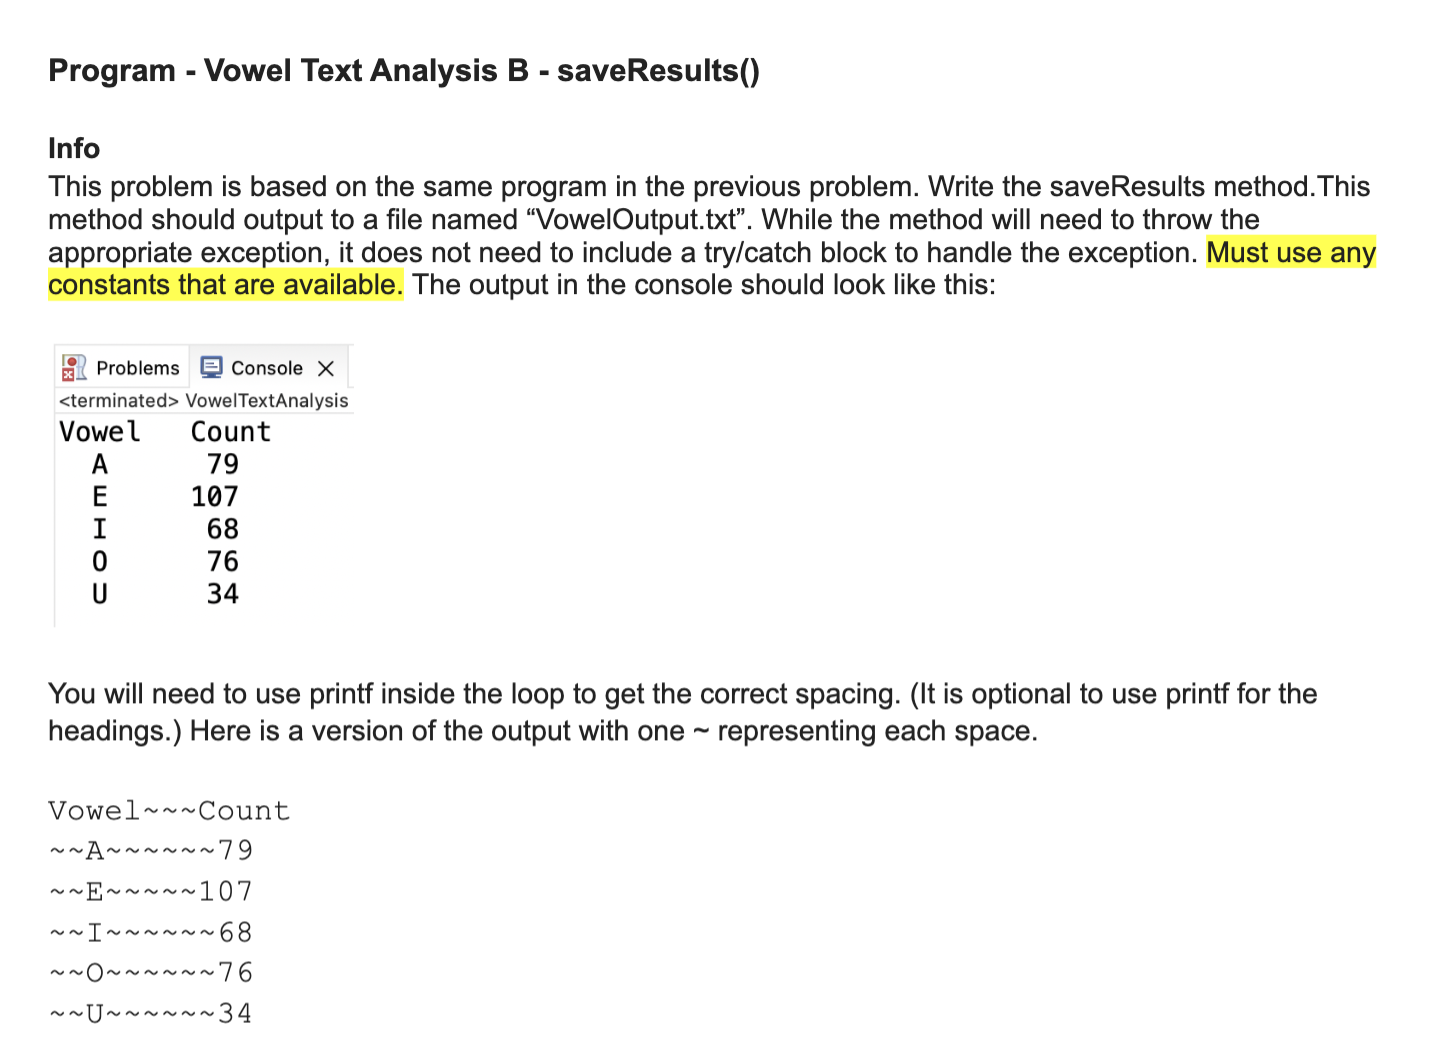 Program - Vowel Text Analysis B - saveResults()
Info
This problem is based on the same program in the previous problem. Write the saveResults method.This
method should output to a file named “VowelOutput.txt”. While the method will need to throw the
appropriate exception, it does not need to include a try/catch block to handle the exception. Must use any
constants that are available. The output in the console should look like this:
Problems Console
<terminated> VowelTextAnalysis
Vowel   Count
  A      79
  E     107
  I      68
  O      76
  U      34
You will need to use printf inside the loop to get the correct spacing. (It is optional to use printf for the
headings.) Here is a version of the output with one ~ representing each space.
Vowel~~~Count
~~A~~~~~~79
~~E~~~~~107
~~I~~~~~~68
~~O~~~~~~76
~~U~~~~~~34